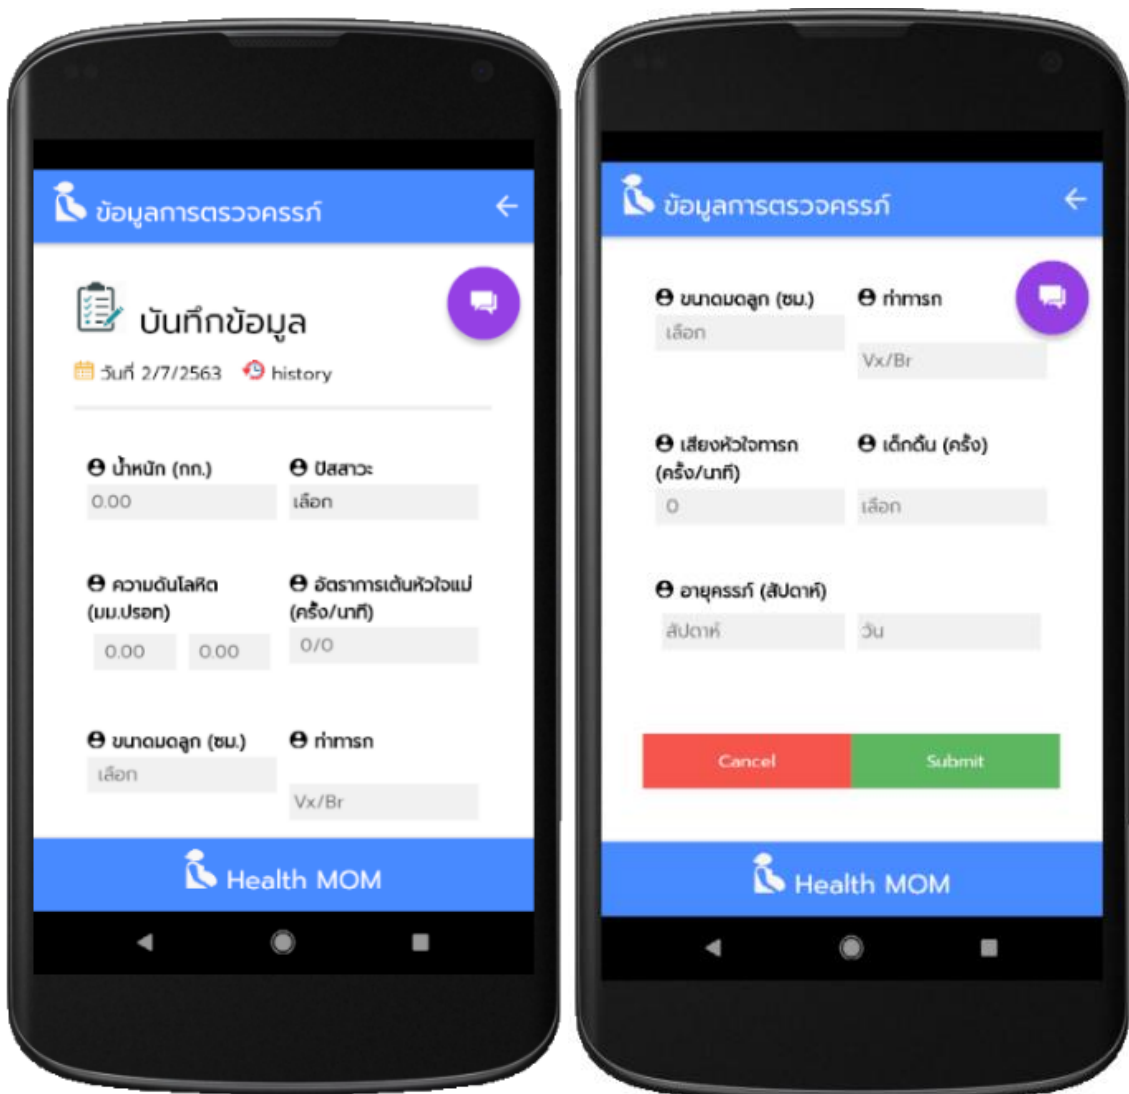 ข้อมูลการตรวจครรภ์
บันทึกข้อมูล
วันที่ 2/7/2563 history
น้ำหนัก (กก.) ปัสสาวะ
0.00 เลือก
ความดันโลหิต อัตราการเต้นหัวใจแม่
(มม.ปรอท) (ครั้ง/นาที)
0.00 0.00 0/0
ขนาดมดลูก (ซม.) ท่าทารก
เลือก
Vx/Br
Health MOM
ข้อมูลการตรวจครรภ์
ขนาดมดลูก (ซม.) ท่าทารก
เลือก
Vx/Br
เสียงหัวใจทารก เด็กดิ้น (ครั้ง)
(ครั้ง/นาที)
0 เลือก
อายุครรภ์ (สัปดาห์)
สัปดาห์ วัน
Cancel Submit
Health MOM